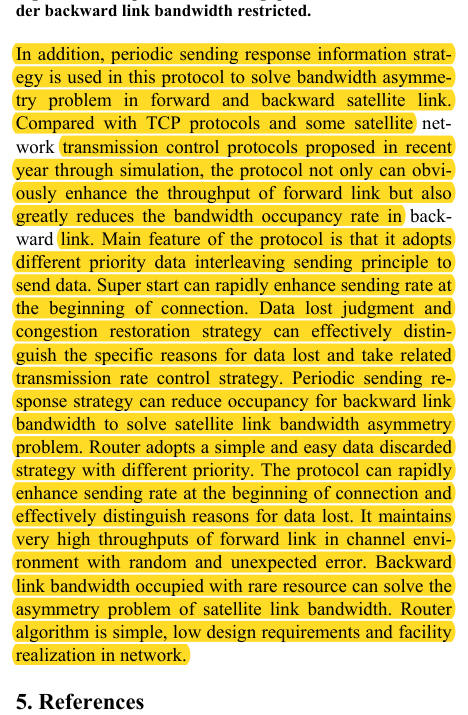 der backward link bandwidth restricted.
In addition, periodic sending response information strat-
egy is used in this protocol to solve bandwidth asymme-
try problem in forward and backward satellite link.
Compared with TCP protocols and some satellite net-
work transmission control protocols proposed in recent
year through simulation, the protocol not only can obvi-
ously enhance the throughput of forward link but also
greatly reduces the bandwidth occupancy rate in back-
ward link. Main feature of the protocol is that it adopts
different priority data interleaving sending principle to
send data. Super start can rapidly enhance sending rate at
the beginning of connection. Data lost judgment and
congestion restoration strategy can effectively distin-
guish the specific reasons for data lost and take related
transmission rate control strategy. Periodic sending re-
sponse strategy can reduce occupancy for backward link
bandwidth to solve satellite link bandwidth asymmetry
problem. Router adopts a simple and easy data discarded
strategy with different priority. The protocol can rapidly
enhance sending rate at the beginning of connection and
effectively distinguish reasons for data lost. It maintains
very high throughputs of forward link in channel envi-
ronment with random and unexpected error. Backward
link bandwidth occupied with rare resource can solve the
asymmetry problem of satellite link bandwidth. Router
algorithm is simple, low design requirements and facility
realization in network.
5. References